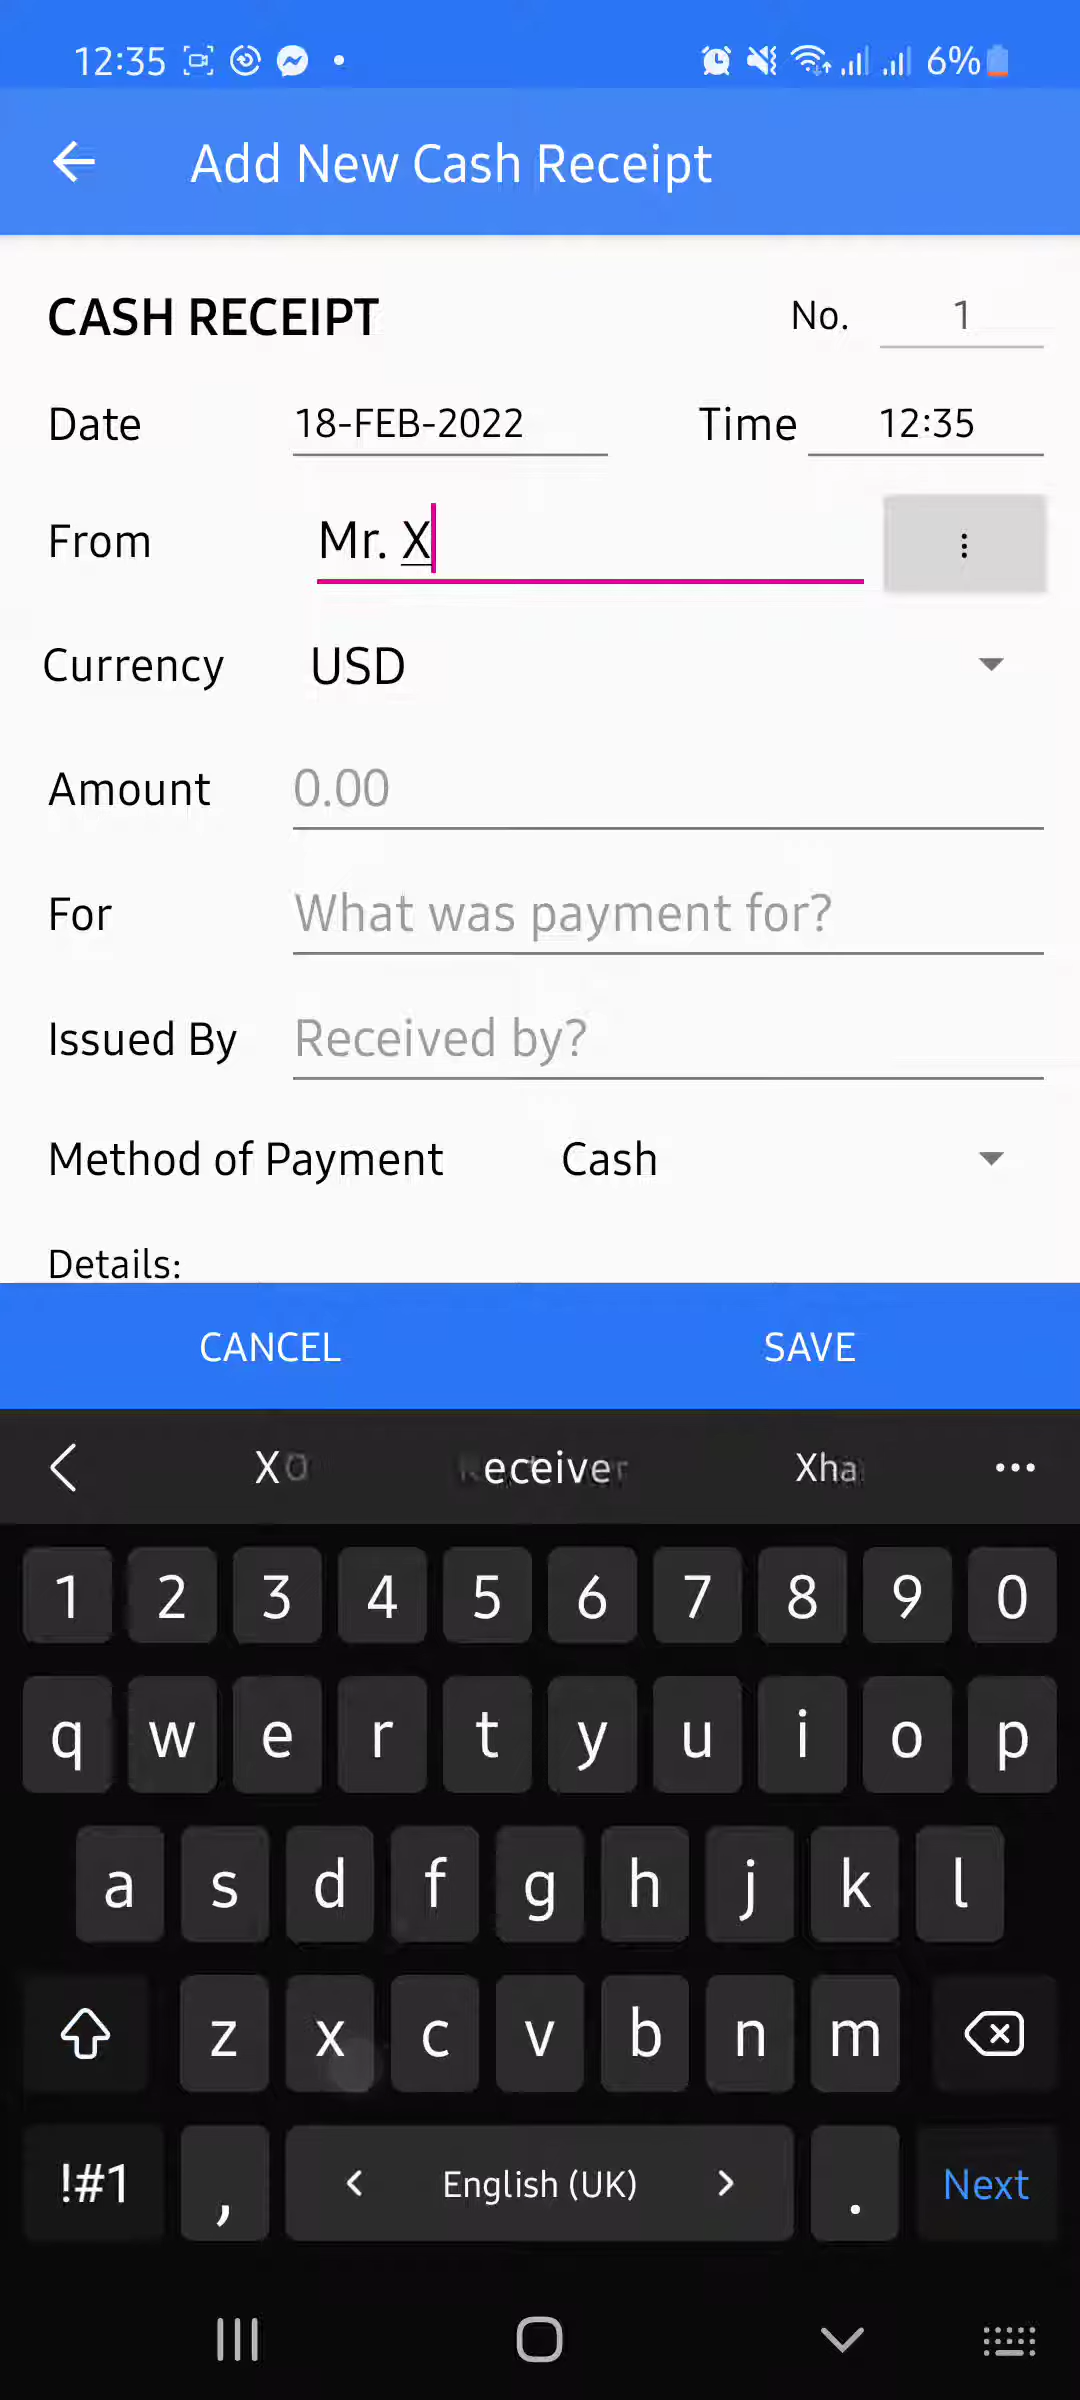 12:35 6%
Add New Cash Receipt
CASH RECEIPT No. 1
Date 18-FEB-2022 Time 12:35
From Mr. X
Currency USD
Amount 0.00
For What was payment for?
Issued By Received by?
Method of Payment Cash
Details:
CANCEL SAVE
1 2 3 4 5 6 7 8 9 0
q w e r t y u i o p
a s d f g h j k l
z x c v b n m
!#1 , English (UK) . Next